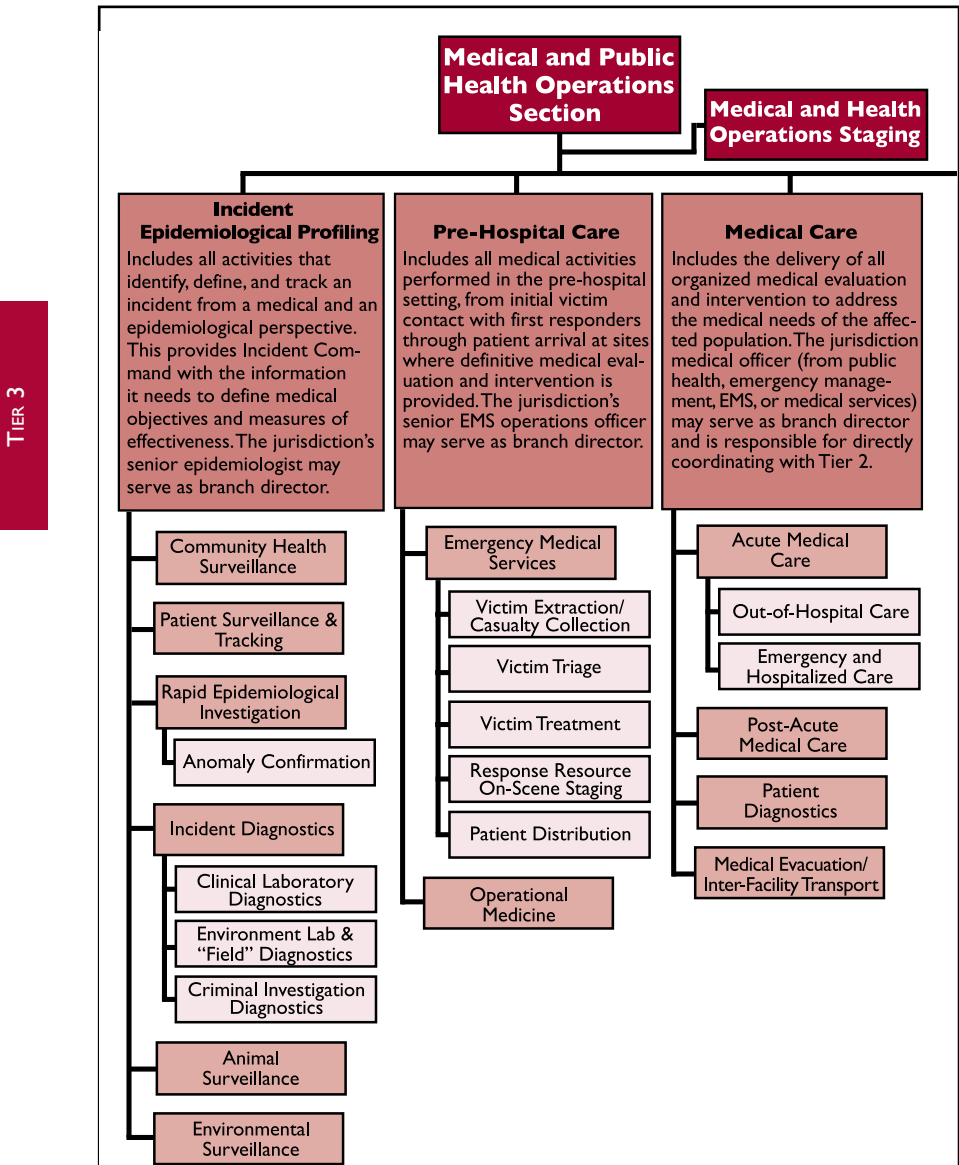 TIER 3
Medical and Public
Health Operations
Section
Medical and Health
Operations Staging
Incident
Epidemiological Profiling
Includes all activities that
identify, define, and track an
incident from a medical and an
epidemiological perspective.
This provides Incident Com-
mand with the information
it needs to define medical
objectives and measures of
effectiveness. The jurisdiction's
senior epidemiologist may
serve as branch director.
Community Health
Surveillance
Patient Surveillance &
Tracking
Rapid Epidemiological
Investigation
Anomaly Confirmation
Incident Diagnostics
Clinical Laboratory
Diagnostics
Environment Lab &
“Field” Diagnostics
Criminal Investigation
Diagnostics
Animal
Surveillance
Environmental
Surveillance
Pre-Hospital Care
Includes all medical activities
performed in the pre-hospital
setting, from initial victim
contact with first responders
through patient arrival at sites
where definitive medical eval-
uation and intervention is
provided. The jurisdiction's
senior EMS operations officer
may serve as branch director.
Emergency Medical
Services
Victim Extraction/
Casualty Collection
Victim Triage
Victim Treatment
Response Resource
On-Scene Staging
Patient Distribution
Operational
Medicine
Medical Care
Includes the delivery of all
organized medical evaluation
and intervention to address
the medical needs of the affec-
ted population. The jurisdiction
medical officer (from public
health, emergency manage-
ment, EMS, or medical services)
may serve as branch director
and is responsible for directly
coordinating with Tier 2.
Acute Medical
Care
Out-of-Hospital Care
Emergency and
Hospitalized Care
Post-Acute
Medical Care
Patient
Diagnostics
Medical Evacuation/
Inter-Facility Transport